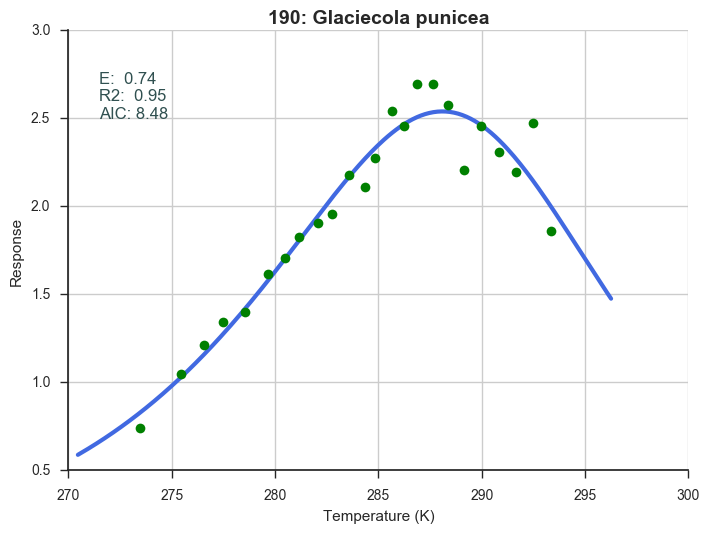 190: Glaciecola punicea
E:  0.74
R2:  0.95
AIC: 8.48
3.0
2.5
2.0
1.5
1.0
0.5
Response
270 275 280 285 290 295 300
Temperature (K)